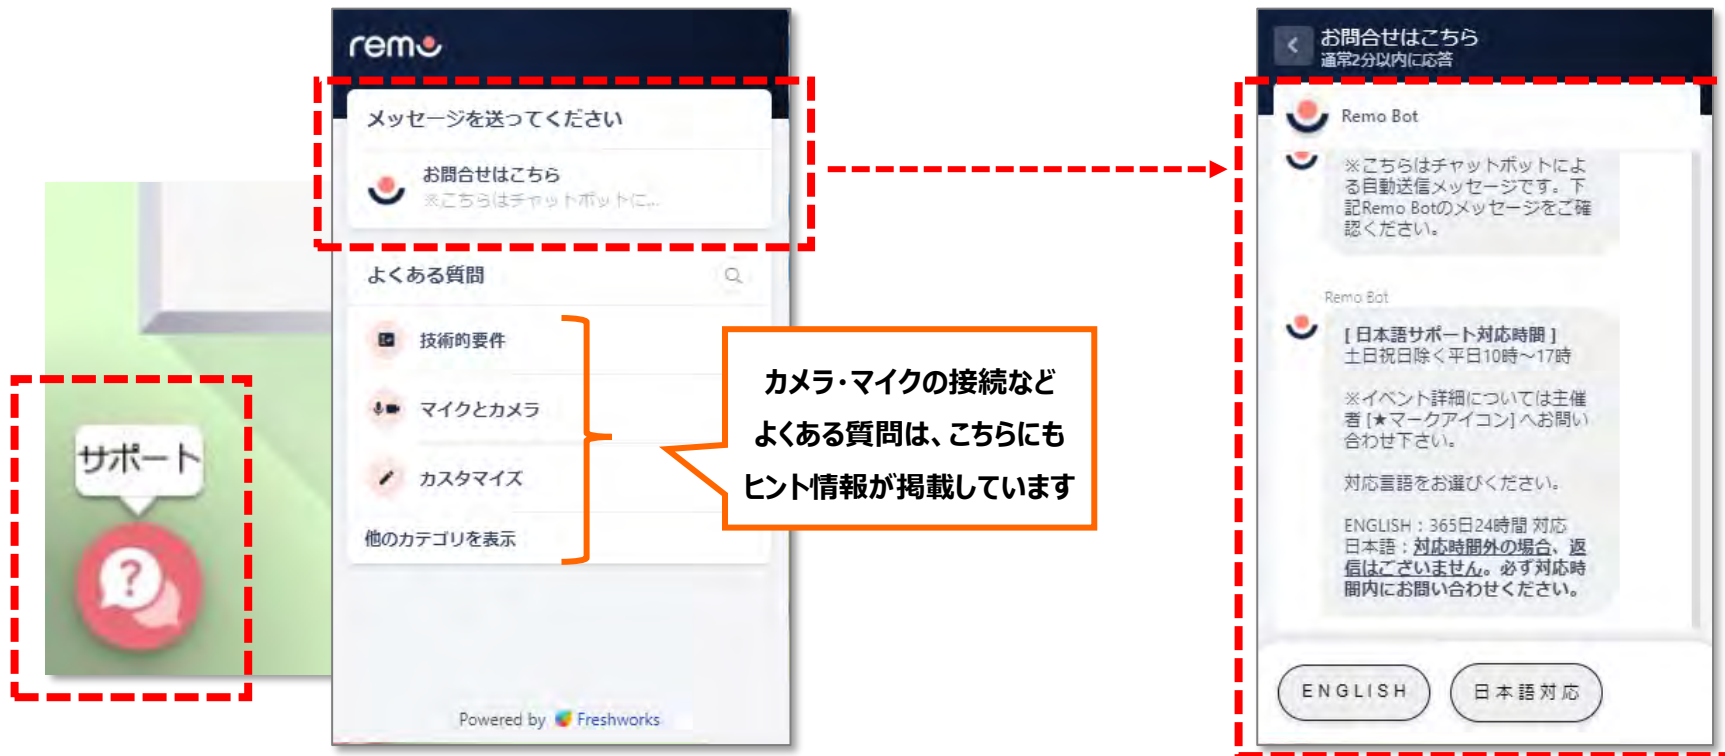 サポート
remo
メッセージを送ってください
お問合せはこちら
※こちらはチャットボットに...
よくある質問
技術的要件
マイクとカメラ
カスタマイズ
他のカテゴリを表示
Powered by Freshworks
カメラ・マイクの接続など
よくある質問は、こちらにも
ヒント情報が掲載しています
お問合せはこちら
通常2分以内に応答
Remo Bot
※こちらはチャットボットによ
る自動送信メッセージです。下
記Remo Botのメッセージをご確
認ください。
Remo Bot
[ 日本語サポート対応時間 ]
土日祝日除く平日10時～17時
※イベント詳細については主催
者 [★マークアイコン] へお問い
合わせ下さい。
対応言語をお選びください。
ENGLISH：365日24時間 対応
日本語：対応時間外の場合、返
信はございません。必ず対応時
間内にお問い合わせください。
ENGLISH
日本語対応